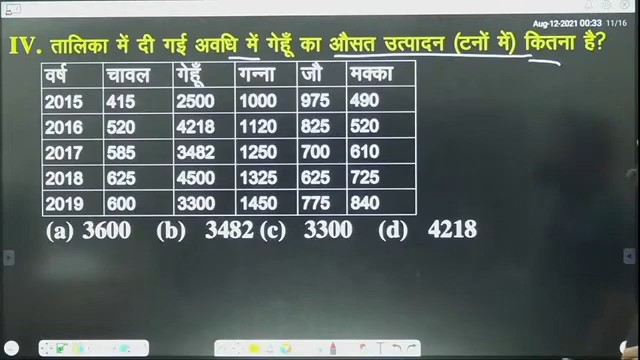 Aug-12-2021 00:33 11/16
IV. तालिका में दी गई अवधि में गेहूँ का औसत उत्पादन (टनों में) कितना है?
वर्ष चावल गेहूँ गन्ना जौ मक्का
2015 415 2500 1000 975 490
2016 520 4218 1120 825 520
2017 585 3482 1250 700 610
2018 625 4500 1325 625 725
2019 600 3300 1450 775 840
(a) 3600 (b) 3482 (c) 3300 (d) 4218